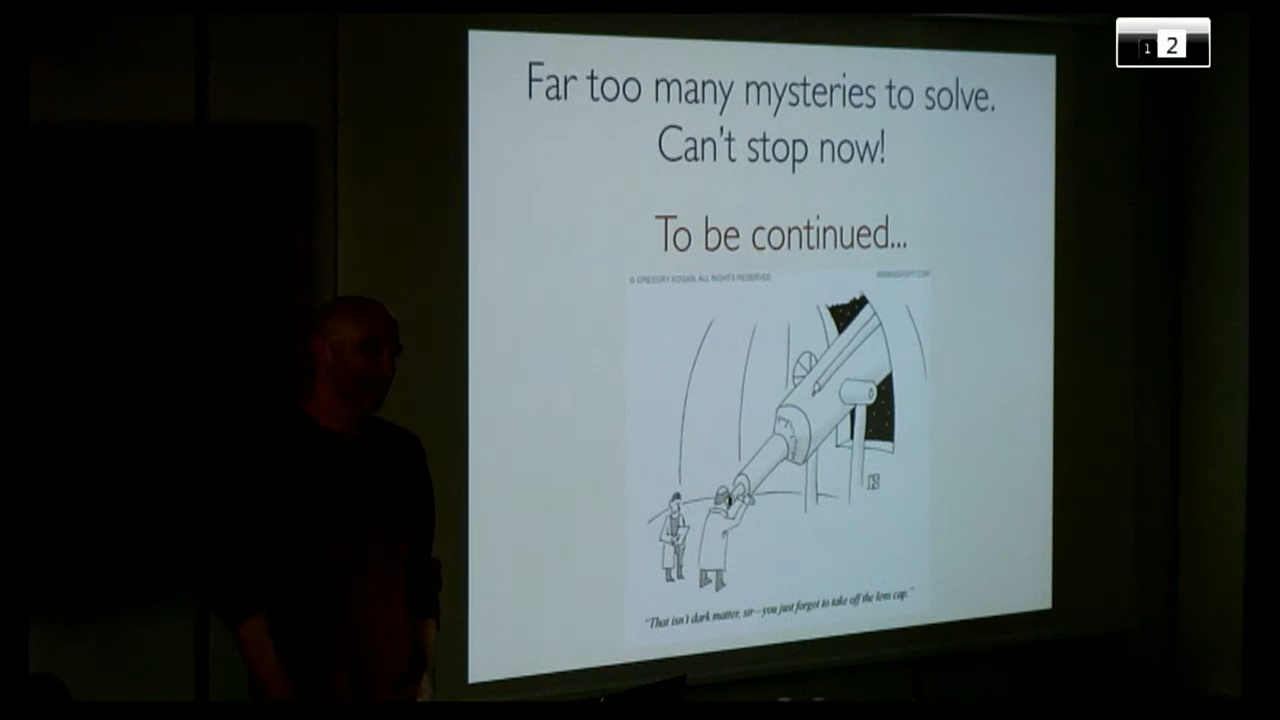 1 2
Far too many mysteries to solve.
Can't stop now!
To be continued...
© GREGORY KOGAN, ALL RIGHTS RESERVED
"That isn't dark matter, sir—you just forgot to take off the lens cap."